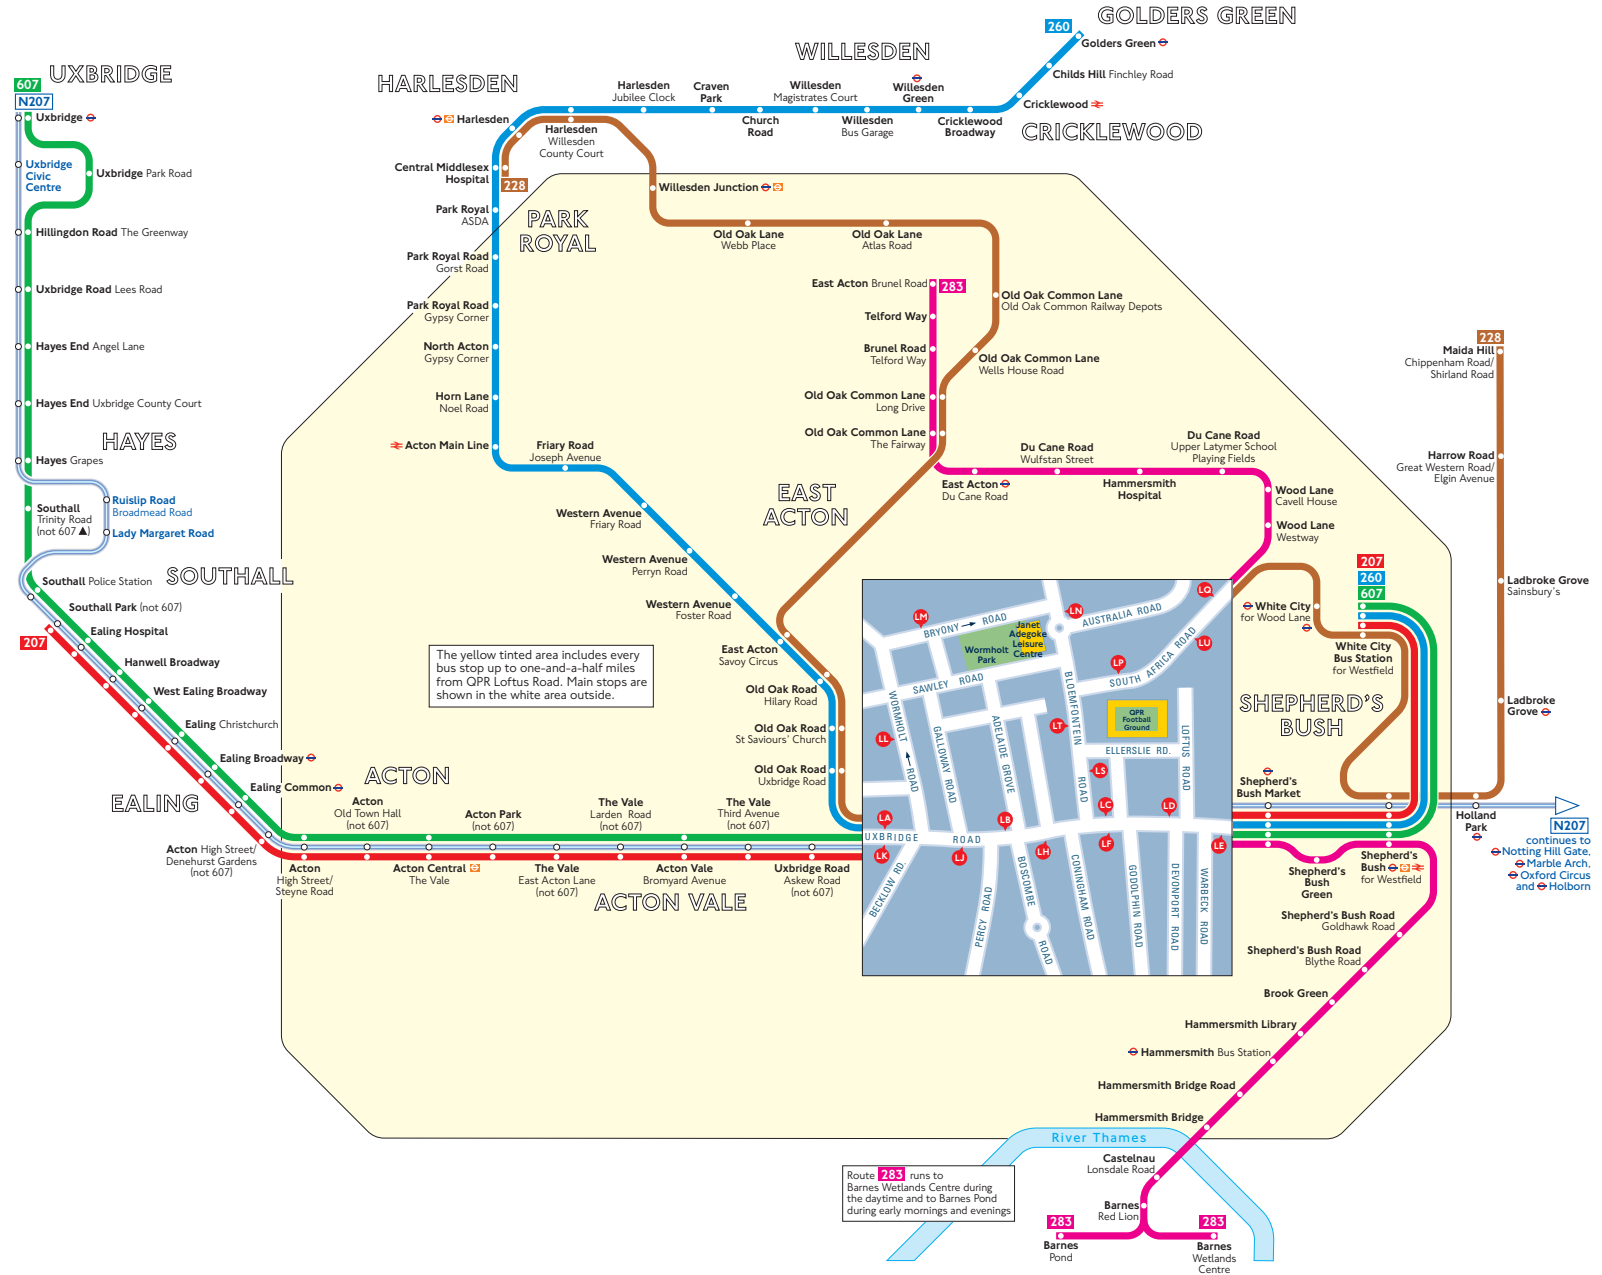 GOLDERS GREEN
260
Golders Green
WILLESDEN
Childs Hill Finchley Road
UXBRIDGE
607
N207
Uxbridge
Uxbridge
Civic
Centre
Uxbridge Park Road
Hillingdon Road The Greenway
Uxbridge Road Lees Road
Hayes End Angel Lane
Hayes End Uxbridge County Court
HAYES
Hayes Grapes
Ruislip Road
Broadmead Road
Lady Margaret Road
Southall
Trinity Road
(not 607 ▲)
SOUTHALL
Southall Police Station
Southall Park (not 607)
207
Ealing Hospital
Hanwell Broadway
West Ealing Broadway
Ealing Christchurch
Ealing Broadway
Ealing Common
EALING
Acton High Street/
Denehurst Gardens
(not 607)
HARLESDEN
Harlesden
Harlesden
Jubilee Clock
Craven
Park
Willesden
Magistrates Court
Willesden
Green
Cricklewood
Harlesden
Willesden
County Court
Church
Road
Willesden
Bus Garage
Cricklewood
Broadway
CRICKLEWOOD
Central Middlesex
Hospital
228
Willesden Junction
Park Royal
ASDA
PARK
ROYAL
Old Oak Lane
Webb Place
Old Oak Lane
Atlas Road
Park Royal Road
Gorst Road
Park Royal Road
Gypsy Corner
North Acton
Gypsy Corner
Horn Lane
Noel Road
Acton Main Line
Friary Road
Joseph Avenue
East Acton Brunel Road
283
Telford Way
Brunel Road
Telford Way
Old Oak Common Lane
Long Drive
Old Oak Common Lane
The Fairway
Old Oak Common Lane
Old Oak Common Railway Depots
Old Oak Common Lane
Wells House Road
EAST
ACTON
East Acton
Du Cane Road
Du Cane Road
Wulfstan Street
Hammersmith
Hospital
Du Cane Road
Upper Latymer School
Playing Fields
Wood Lane
Cavell House
Wood Lane
Westway
228
Maida Hill
Chippenham Road/
Shirland Road
Harrow Road
Great Western Road/
Elgin Avenue
Ladbroke Grove
Sainsbury's
Ladbroke
Grove
Western Avenue
Friary Road
Western Avenue
Perryn Road
Western Avenue
Foster Road
East Acton
Savoy Circus
Old Oak Road
Hilary Road
Old Oak Road
St Saviours' Church
Old Oak Road
Uxbridge Road
The yellow tinted area includes every
bus stop up to one-and-a-half miles
from QPR Loftus Road. Main stops are
shown in the white area outside.
207
260
607
White City
for Wood Lane
White City
Bus Station
for Westfield
SHEPHERD'S
BUSH
Shepherd's
Bush Market
Holland
Park
N207
continues to
Notting Hill Gate,
Marble Arch,
Oxford Circus
and Holborn
Shepherd's
Bush
Green
Shepherd's
Bush
for Westfield
ACTON
Acton
Old Town Hall
(not 607)
Acton Park
(not 607)
The Vale
Larden Road
(not 607)
The Vale
Third Avenue
(not 607)
Acton
High Street/
Steyne Road
Acton Central
The Vale
The Vale
East Acton Lane
(not 607)
Acton Vale
Bromyard Avenue
Uxbridge Road
Askew Road
(not 607)
ACTON VALE
LM
LN
LQ
LU
LP
LT
LL
LS
LA
LB
LC
LD
LK
LJ
LH
LF
LE
BRYONY ROAD
AUSTRALIA ROAD
SOUTH AFRICA ROAD
Janet
Adegoke
Leisure
Centre
Wormholt
Park
SAWLEY ROAD
WORMHOLT ROAD
GALLOWAY ROAD
ADELAIDE GROVE
BLOEMFONTEIN ROAD
QPR
Football
Ground
ELLERSLIE RD.
LOFTUS ROAD
UXBRIDGE ROAD
BECKLOW RD.
PERCY ROAD
BOSCOMBE ROAD
CONINGHAM ROAD
GODOLPHIN ROAD
DEVONPORT ROAD
WARBECK ROAD
Shepherd's Bush Road
Goldhawk Road
Shepherd's Bush Road
Blythe Road
Brook Green
Hammersmith Library
Hammersmith Bus Station
Hammersmith Bridge Road
Hammersmith Bridge
River Thames
Castelnau
Lonsdale Road
Barnes
Red Lion
Route 283 runs to
Barnes Wetlands Centre during
the daytime and to Barnes Pond
during early mornings and evenings
283
Barnes
Pond
283
Barnes
Wetlands
Centre